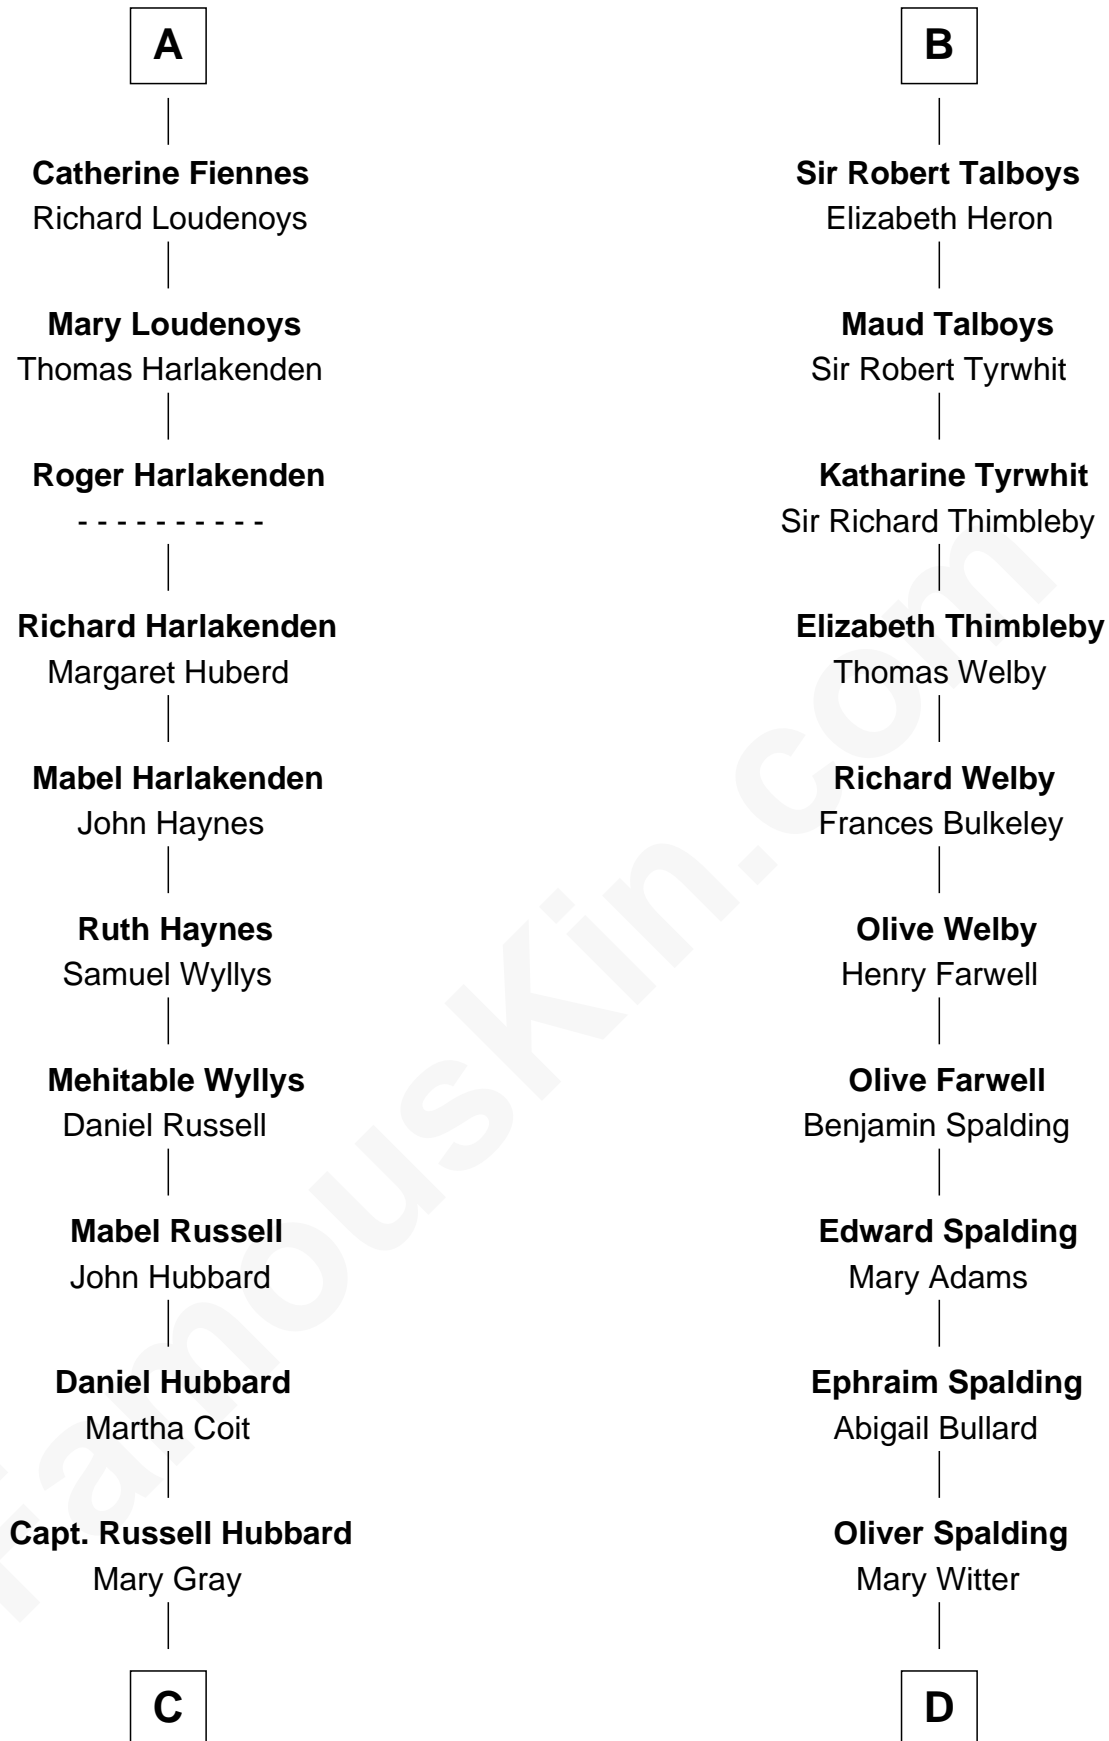 A
Catherine Fiennes
Richard Loudenoys
Mary Loudenoys
Thomas Harlakenden
Roger Harlakenden
- - - - - - - - - -
Richard Harlakenden
Margaret Huberd
Mabel Harlakenden
John Haynes
Ruth Haynes
Samuel Wyllys
Mehitable Wyllys
Daniel Russell
Mabel Russell
John Hubbard
Daniel Hubbard
Martha Coit
Capt. Russell Hubbard
Mary Gray
C
B
Sir Robert Talboys
Elizabeth Heron
Maud Talboys
Sir Robert Tyrwhit
Katharine Tyrwhit
Sir Richard Thimbleby
Elizabeth Thimbleby
Thomas Welby
Richard Welby
Frances Bulkeley
Olive Welby
Henry Farwell
Olive Farwell
Benjamin Spalding
Edward Spalding
Mary Adams
Ephraim Spalding
Abigail Bullard
Oliver Spalding
Mary Witter
D
FamousKin.com